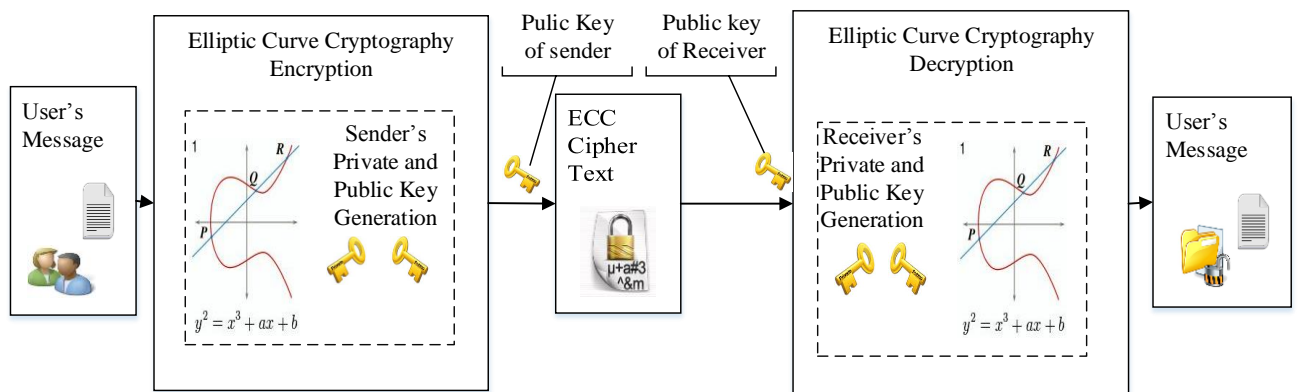 User's
Message
Elliptic Curve Cryptography
Encryption
1
R
Q
P
y² = x³ + ax + b
Sender's
Private and
Public Key
Generation
Pulic Key
of sender
ECC
Cipher
Text
µ+a#3
^&m
Public key
of Receiver
Elliptic Curve Cryptography
Decryption
Receiver's
Private and
Public Key
Generation
1
R
Q
P
y² = x³ + ax + b
User's
Message